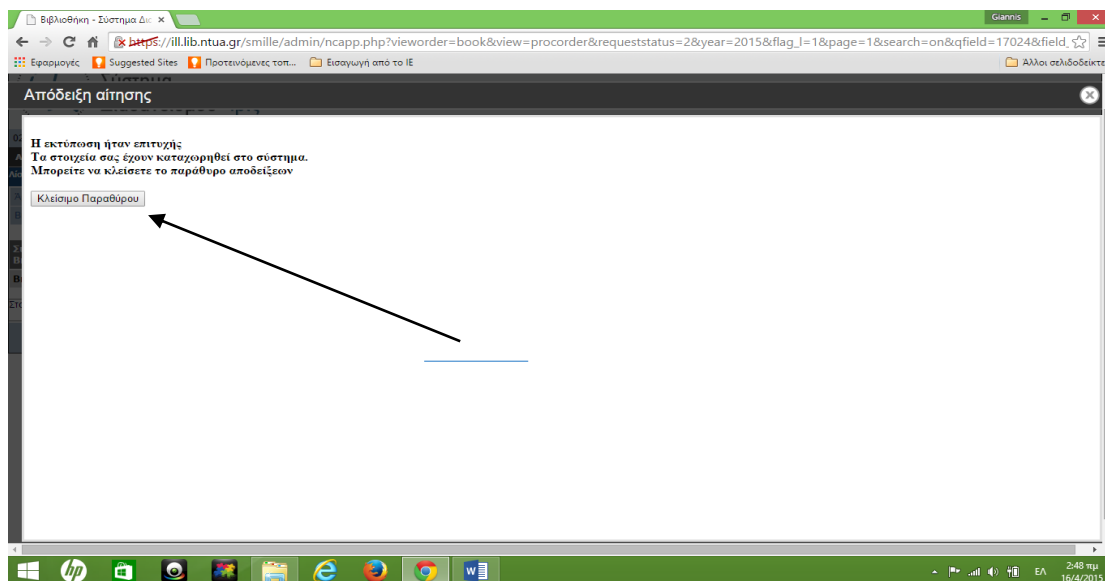 Βιβλιοθήκη - Σύστημα Δια
Giannis
https://ill.lib.ntua.gr/smille/admin/ncapp.php?vieworder=book&view=procorder&requeststatus=2&year=2015&flag_l=1&page=1&search=on&qfield=17024&field_
Εφαρμογές Suggested Sites Προτεινόμενες τοπ... Εισαγωγή από το IE Άλλοι σελιδοδείκτε
Σύστημα
Απόδειξη αίτησης
Η εκτύπωση ήταν επιτυχής
Τα στοιχεία σας έχουν καταχωρηθεί στο σύστημα.
Μπορείτε να κλείσετε το παράθυρο αποδείξεων
Κλείσιμο Παραθύρου
hp
ΕΛ
2:48 πμ
16/4/2015